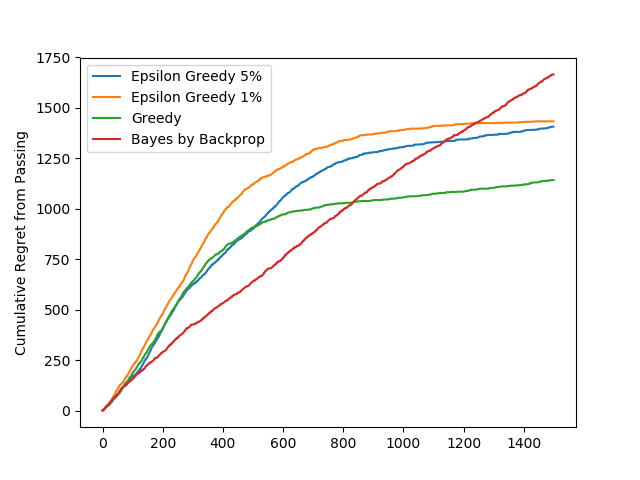 1750
1500
1250
1000
750
500
250
0
Cumulative Regret from Passing
Epsilon Greedy 5%
Epsilon Greedy 1%
Greedy
Bayes by Backprop
0 200 400 600 800 1000 1200 1400